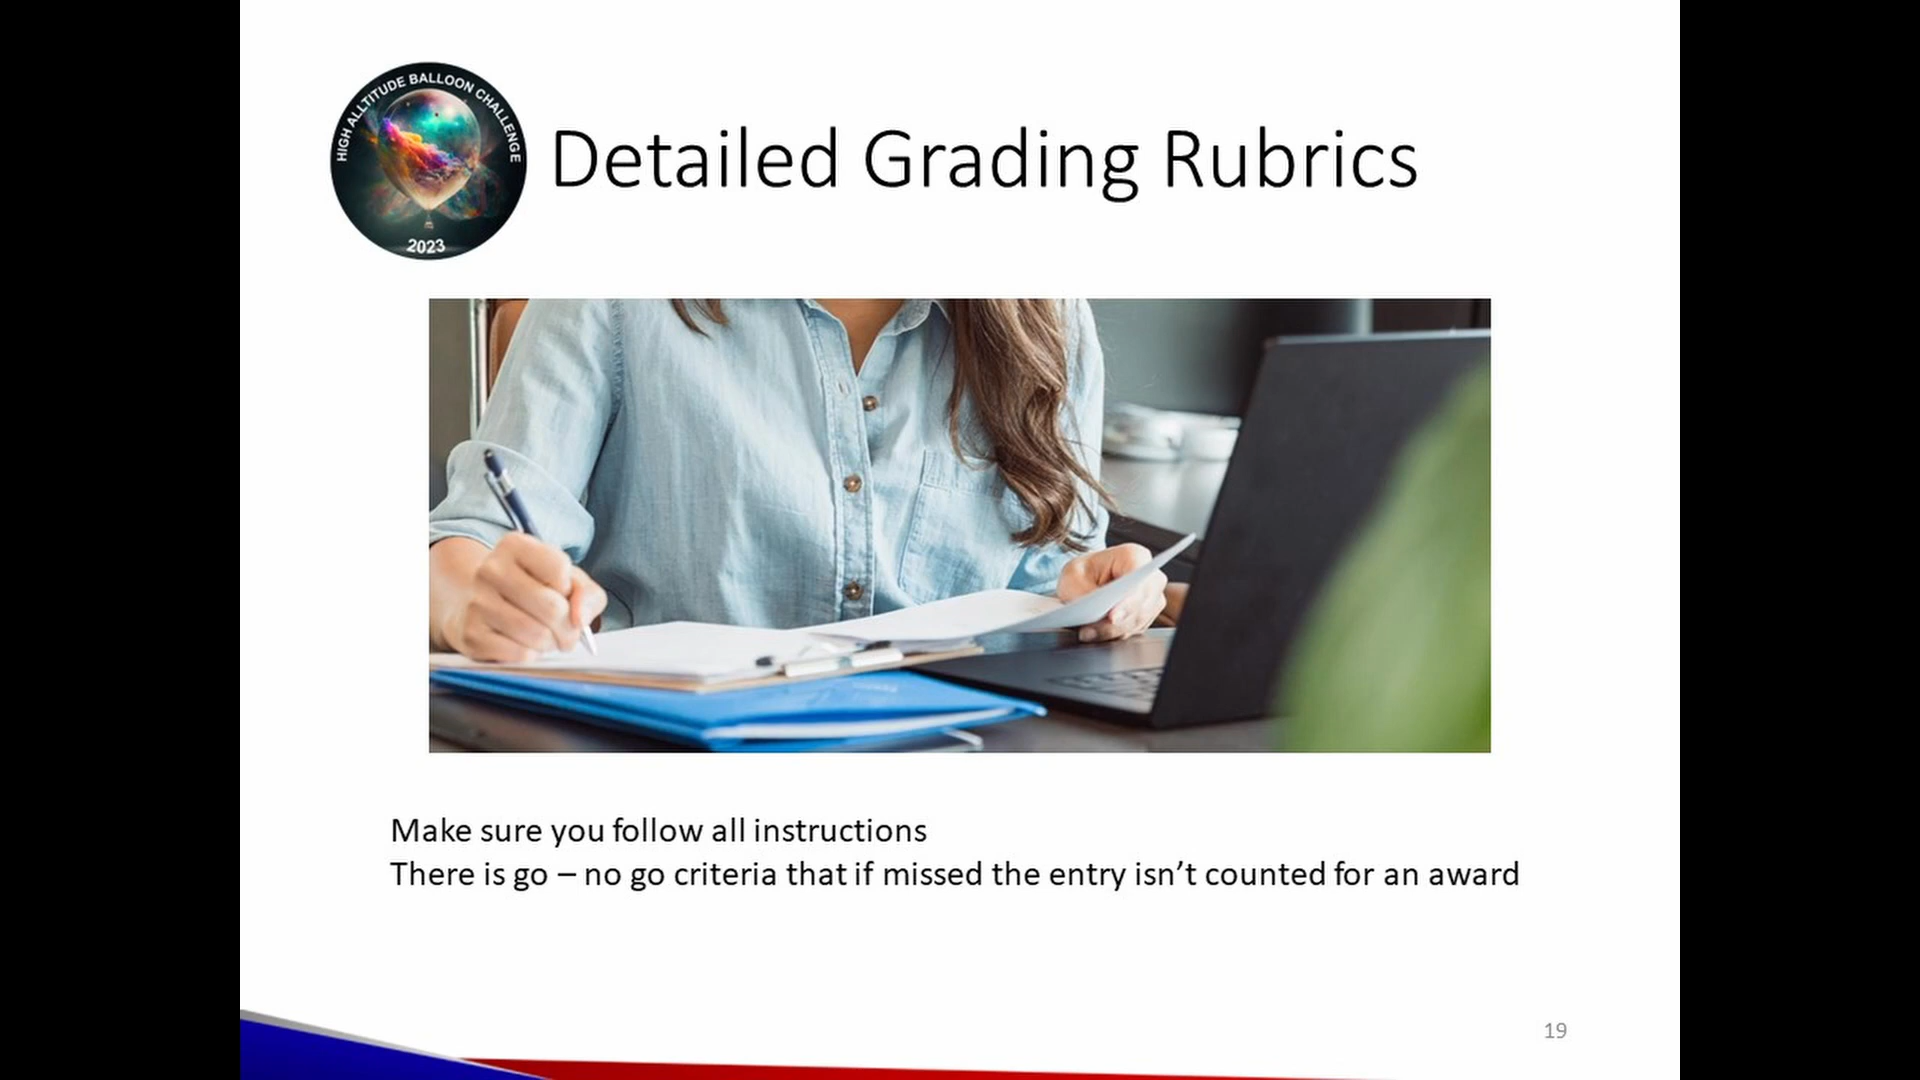 HIGH ALLTITUDE BALLOON CHALLENGE
2023
Detailed Grading Rubrics
Make sure you follow all instructions
There is go – no go criteria that if missed the entry isn’t counted for an award
19